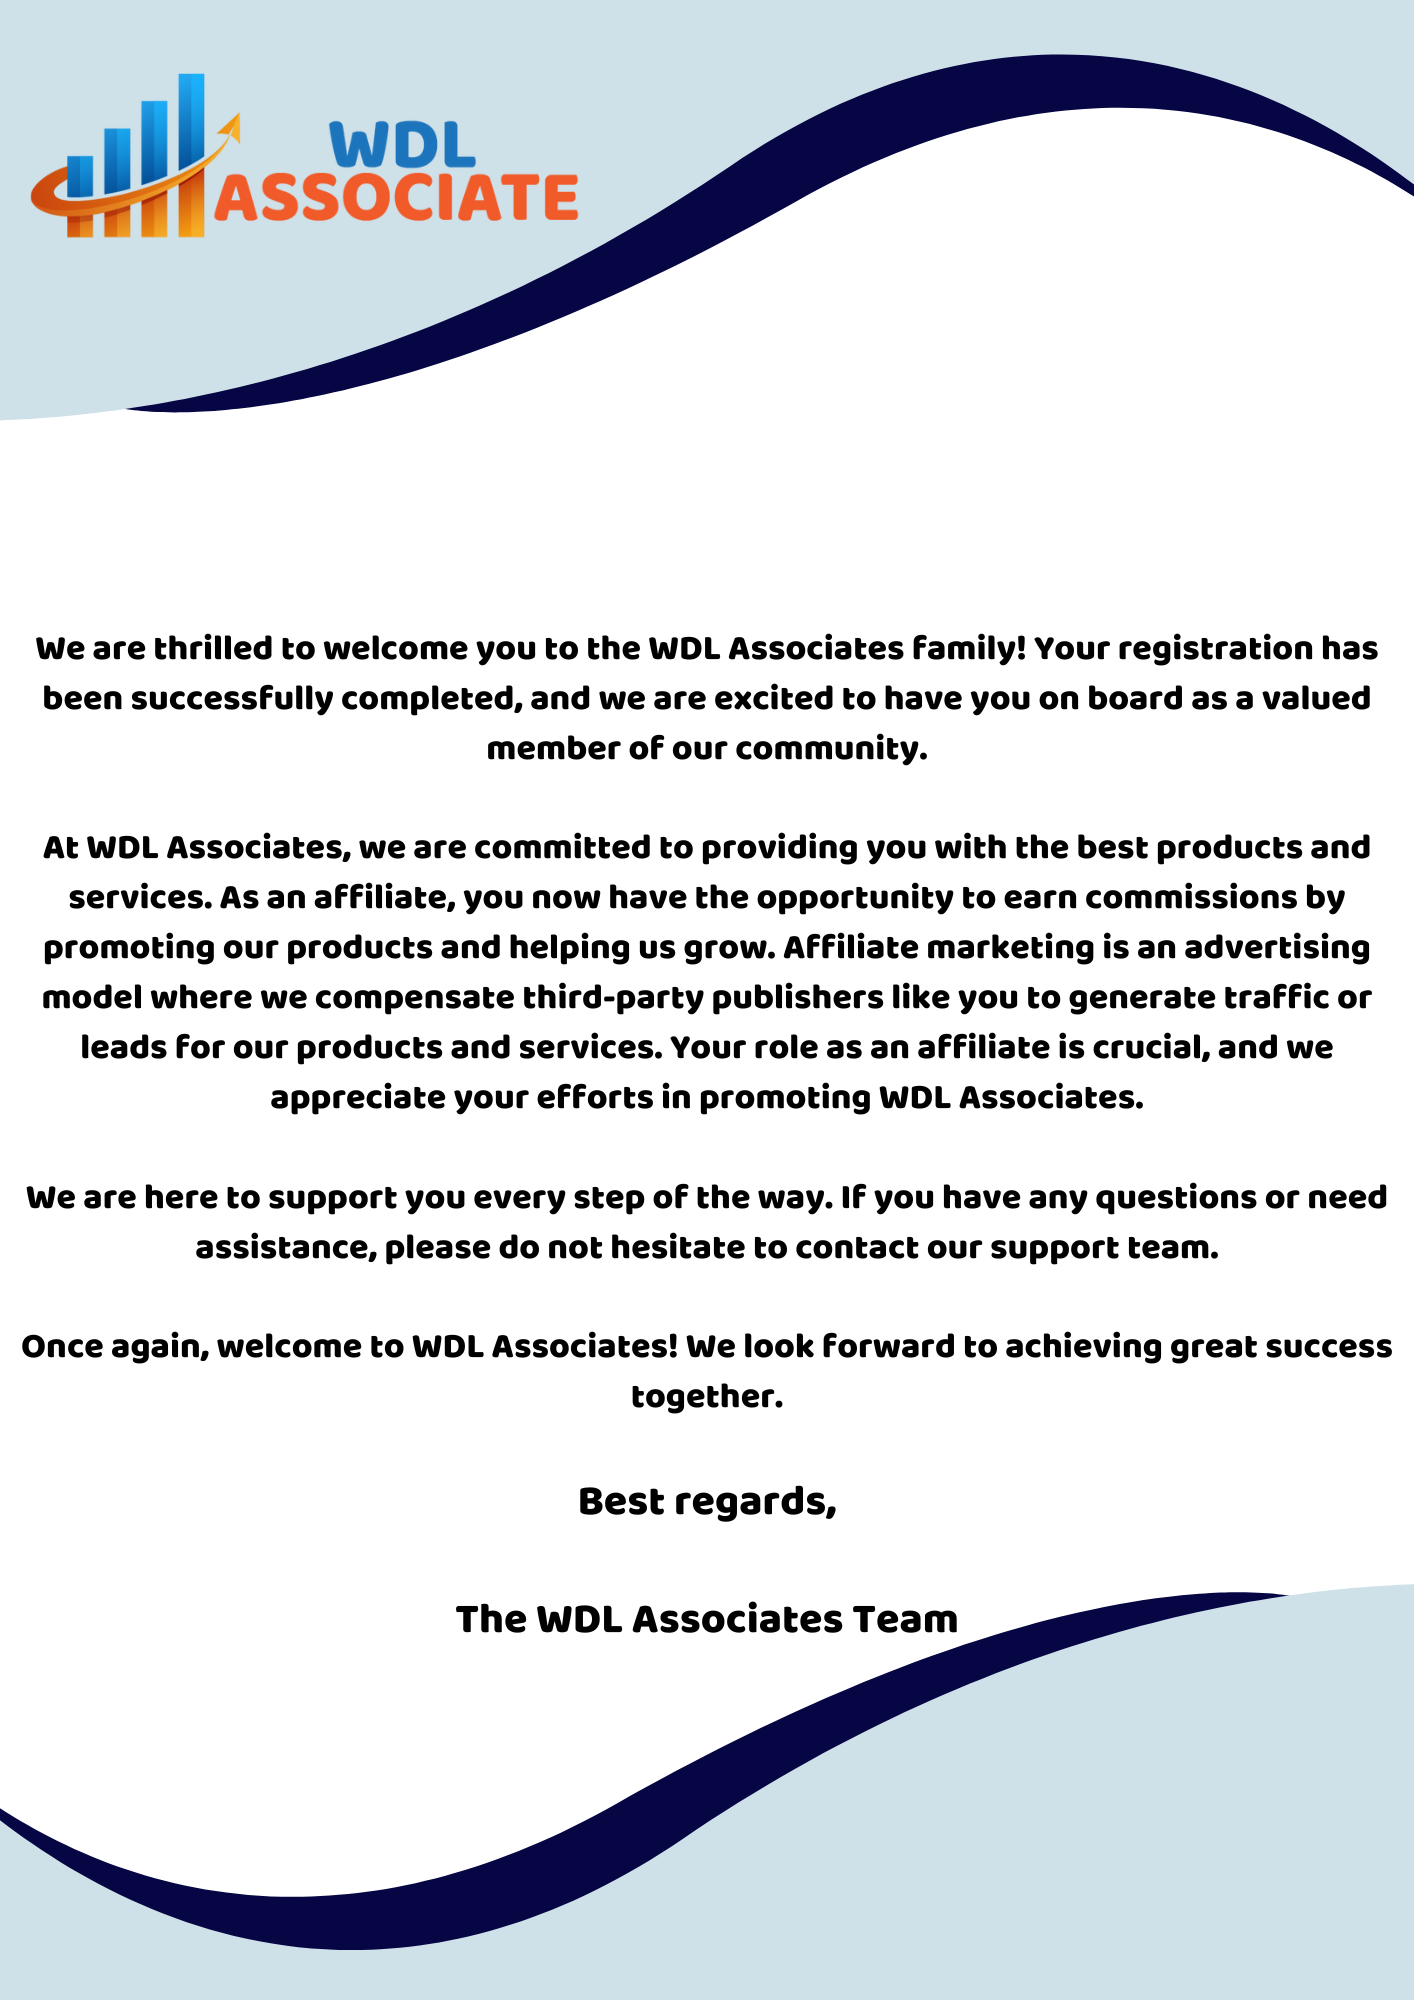 WDL
ASSOCIATE
We are thrilled to welcome you to the WDL Associates family! Your registration has
been successfully completed, and we are excited to have you on board as a valued
member of our community.
At WDL Associates, we are committed to providing you with the best products and
services. As an affiliate, you now have the opportunity to earn commissions by
promoting our products and helping us grow. Affiliate marketing is an advertising
model where we compensate third-party publishers like you to generate traffic or
leads for our products and services. Your role as an affiliate is crucial, and we
appreciate your efforts in promoting WDL Associates.
We are here to support you every step of the way. If you have any questions or need
assistance, please do not hesitate to contact our support team.
Once again, welcome to WDL Associates! We look forward to achieving great success
together.
Best regards,
The WDL Associates Team